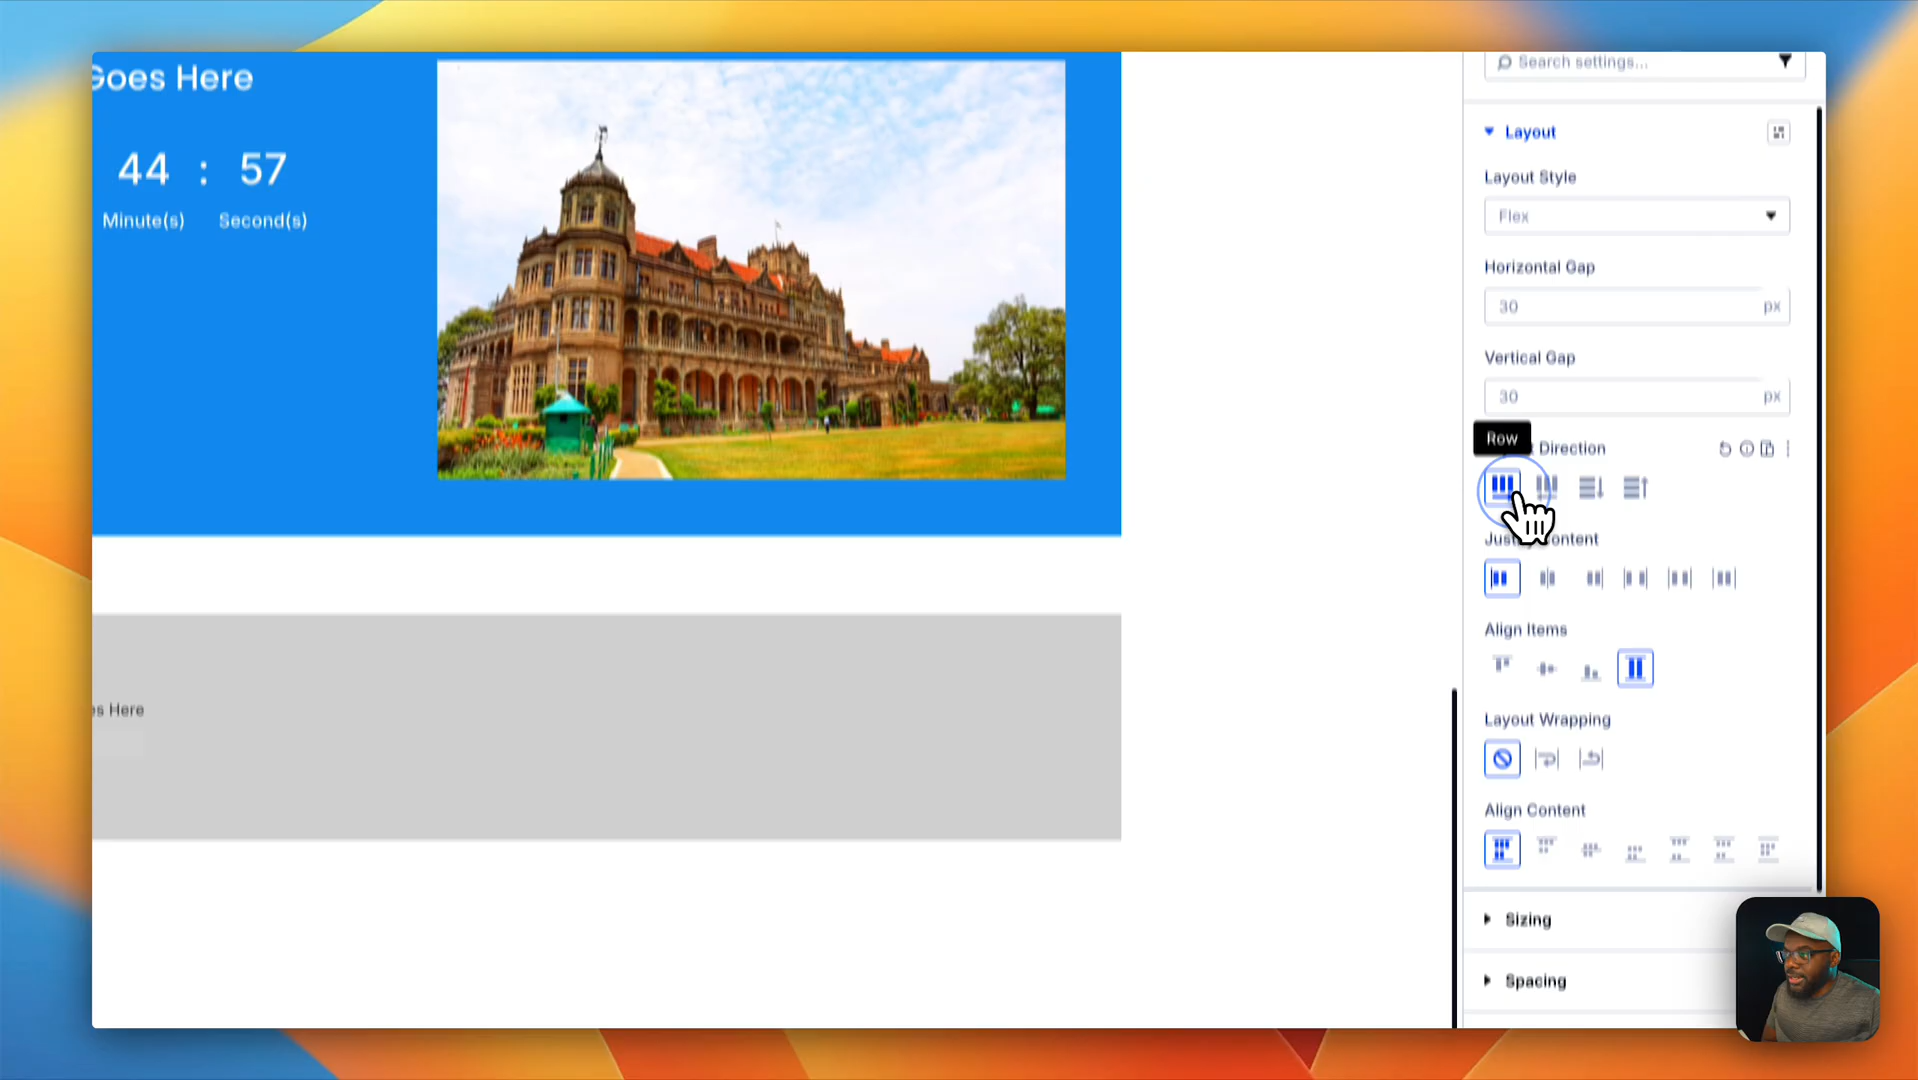 Goes Here
44 : 57
Minute(s) Second(s)
es Here
Search settings...
Layout
Layout Style
Flex
Horizontal Gap
30 px
Vertical Gap
30 px
Row
Direction
Content
Align Items
Layout Wrapping
Align Content
Sizing
Spacing